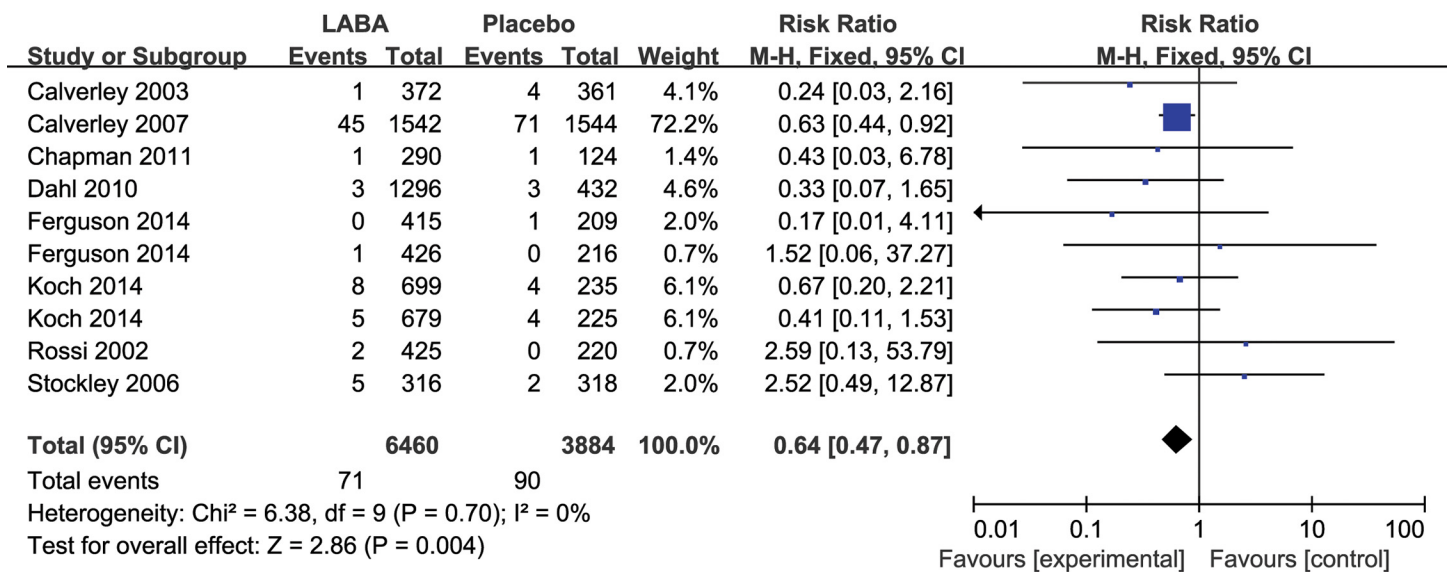 LABA Placebo Risk Ratio Risk Ratio
Study or Subgroup Events Total Events Total Weight M-H, Fixed, 95% CI M-H, Fixed, 95% CI
Calverley 2003 1 372 4 361 4.1% 0.24 [0.03, 2.16]
Calverley 2007 45 1542 71 1544 72.2% 0.63 [0.44, 0.92]
Chapman 2011 1 290 1 124 1.4% 0.43 [0.03, 6.78]
Dahl 2010 3 1296 3 432 4.6% 0.33 [0.07, 1.65]
Ferguson 2014 0 415 1 209 2.0% 0.17 [0.01, 4.11]
Ferguson 2014 1 426 0 216 0.7% 1.52 [0.06, 37.27]
Koch 2014 8 699 4 235 6.1% 0.67 [0.20, 2.21]
Koch 2014 5 679 4 225 6.1% 0.41 [0.11, 1.53]
Rossi 2002 2 425 0 220 0.7% 2.59 [0.13, 53.79]
Stockley 2006 5 316 2 318 2.0% 2.52 [0.49, 12.87]
Total (95% CI) 6460 3884 100.0% 0.64 [0.47, 0.87]
Total events 71 90
Heterogeneity: Chi² = 6.38, df = 9 (P = 0.70); I² = 0%
Test for overall effect: Z = 2.86 (P = 0.004)
0.01 0.1 1 10 100
Favours [experimental] Favours [control]